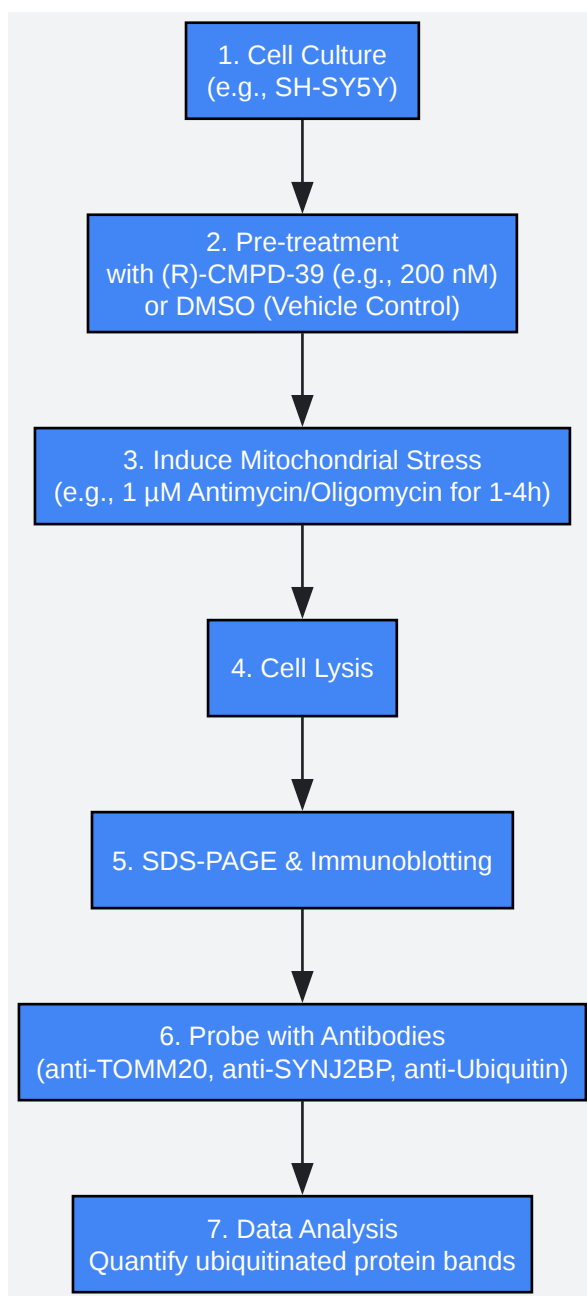 1. Cell Culture
(e.g., SH-SY5Y)
2. Pre-treatment
with (R)-CMPD-39 (e.g., 200 nM)
or DMSO (Vehicle Control)
3. Induce Mitochondrial Stress
(e.g., 1 µM Antimycin/Oligomycin for 1-4h)
4. Cell Lysis
5. SDS-PAGE & Immunoblotting
6. Probe with Antibodies
(anti-TOMM20, anti-SYNJ2BP, anti-Ubiquitin)
7. Data Analysis
Quantify ubiquitinated protein bands